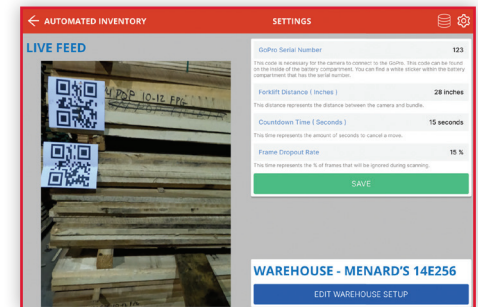 ← AUTOMATED INVENTORY
SETTINGS
LIVE FEED
PDP 10-12 FPG
GoPro Serial Number 123
This code is necessary for the camera to connect to the GoPro. This code can be found
on the inside of the battery compartment. You can find a white sticker within the battery
compartment that has the serial number.
Forklift Distance ( Inches ) 28 inches
This distance represents the distance between the camera and bundle.
Countdown Time ( Seconds ) 15 seconds
This time represents the amount of seconds to cancel a move.
Frame Dropout Rate 15 %
This time represents the % of frames that will be ignored during scanning.
SAVE
WAREHOUSE - MENARD'S 14E256
EDIT WAREHOUSE SETUP